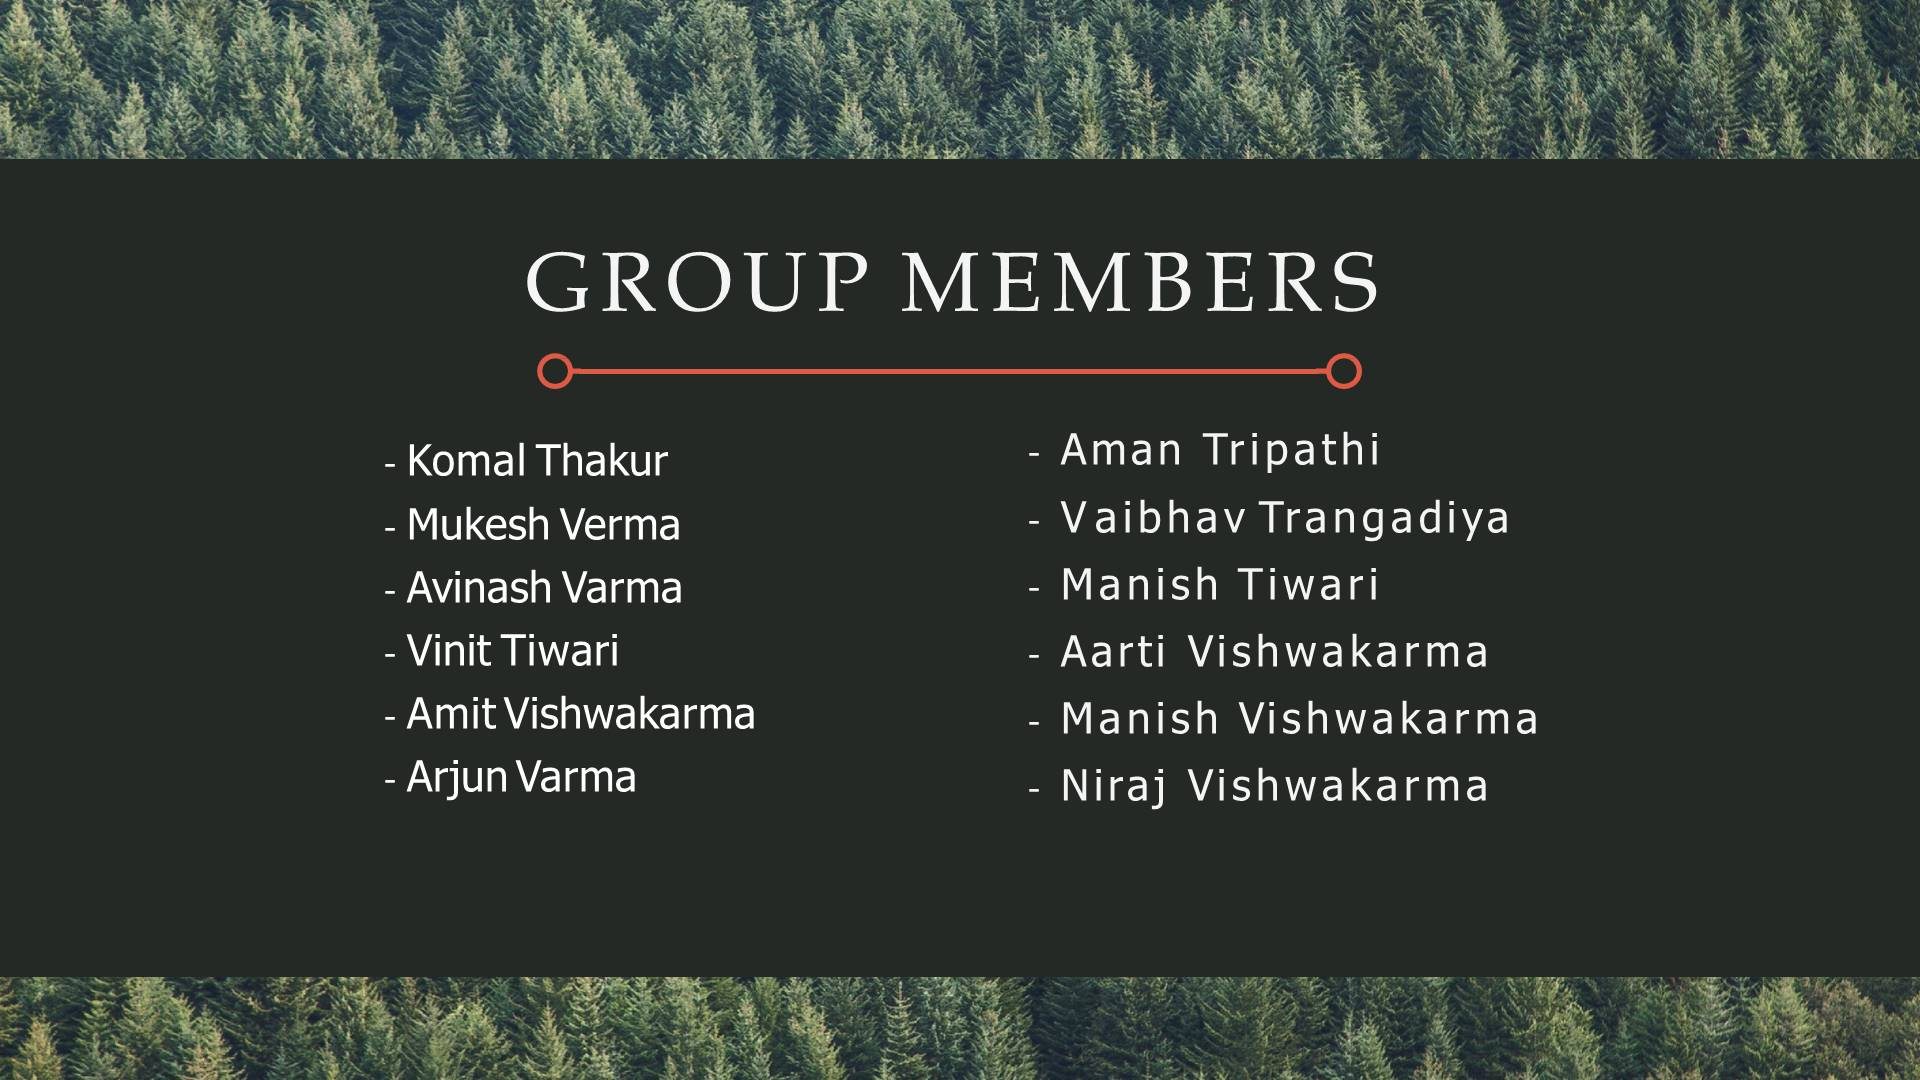 GROUP MEMBERS
- Komal Thakur
- Mukesh Verma
- Avinash Varma
- Vinit Tiwari
- Amit Vishwakarma
- Arjun Varma
- Aman Tripathi
- Vaibhav Trangadiya
- Manish Tiwari
- Aarti Vishwakarma
- Manish Vishwakarma
- Niraj Vishwakarma